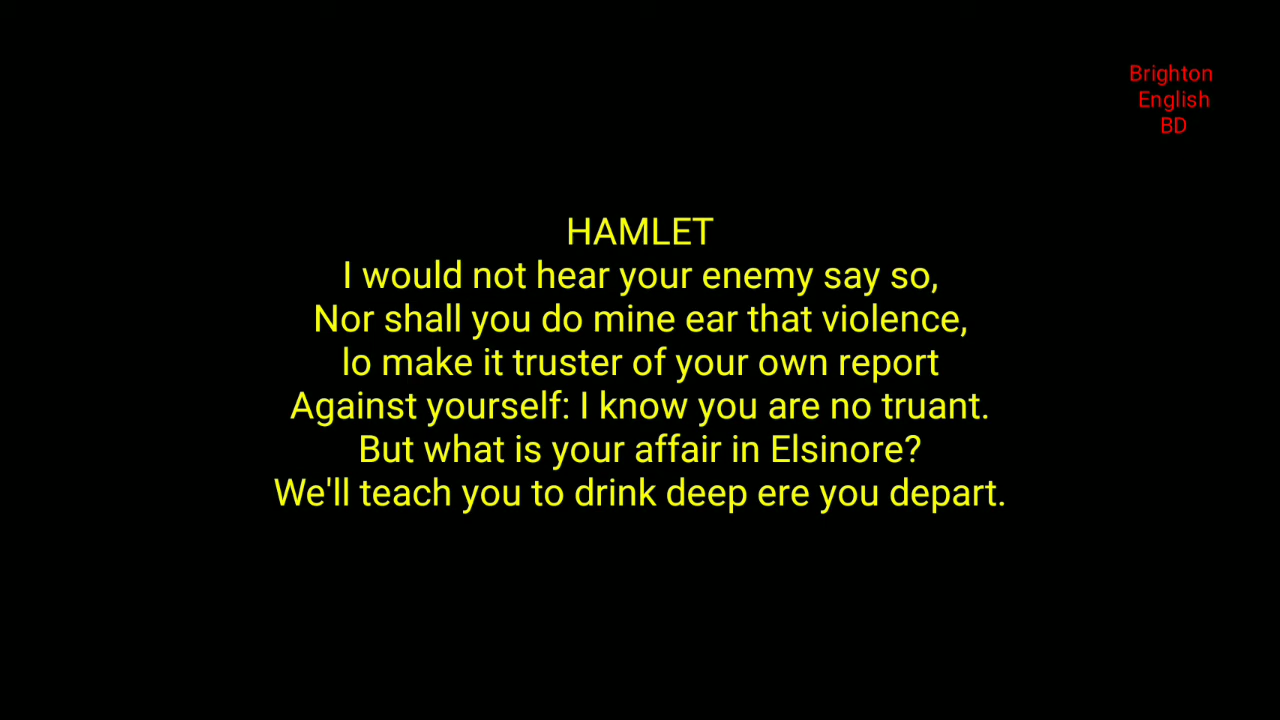 Brighton
English
BD
HAMLET
I would not hear your enemy say so,
Nor shall you do mine ear that violence,
lo make it truster of your own report
Against yourself: I know you are no truant.
But what is your affair in Elsinore?
We'll teach you to drink deep ere you depart.